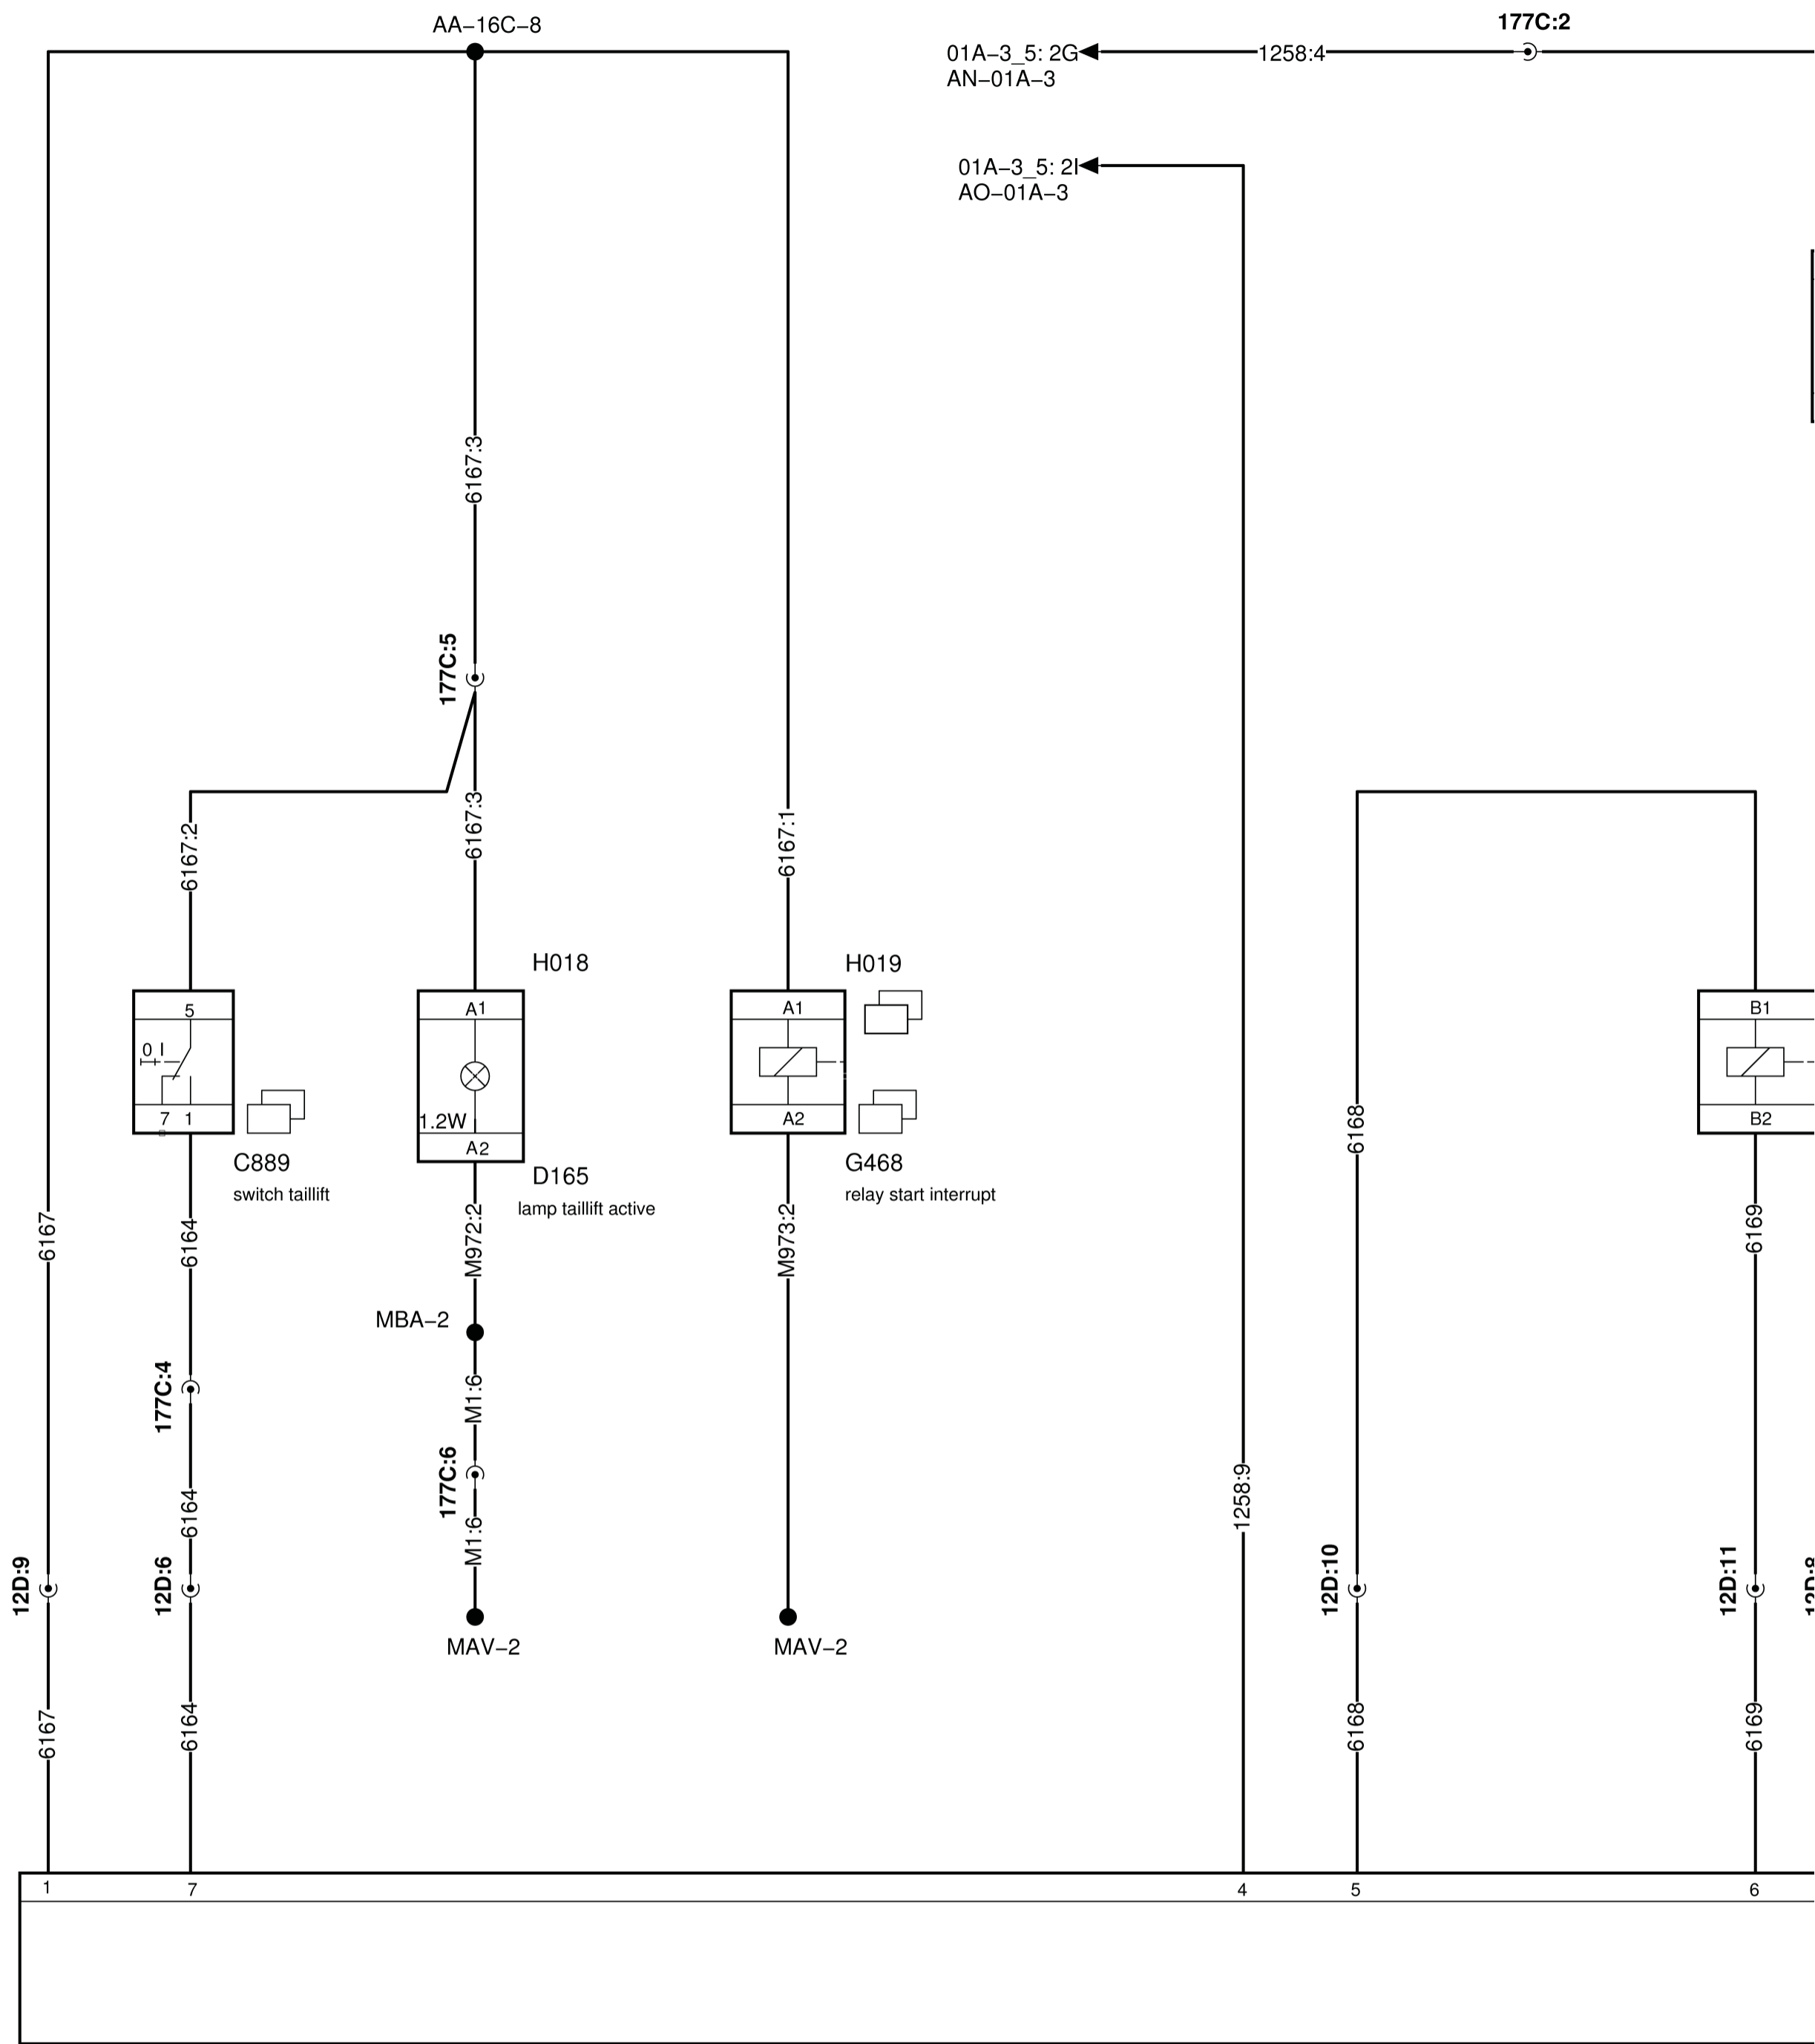 AA–16C–8
177C:2
01A–3_5: 2G
AN–01A–3
1258:4
01A–3_5: 2I
AO–01A–3
6167:3
177C:5
6167:2
6167:3
6167:1
H018
H019
5
0 I
7 1
C889
switch taillift
A1
1.2W
A2
D165
lamp taillift active
A1
A2
G468
relay start interrupt
B1
B2
6168
6167
6164
M972:2
M973:2
6169
MBA–2
177C:4
M1:6
177C:6
1258:9
6164
M1:6
12D:9
12D:6
12D:10
12D:11
12D:8
MAV–2
MAV–2
6167
6164
6168
6169
1
7
4
5
6